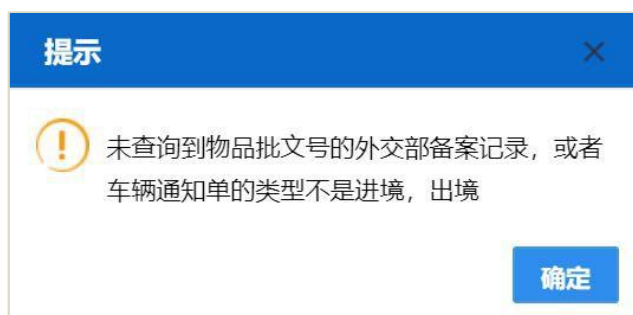 提示
未查询到物品批文号的外交部备案记录，或者
车辆通知单的类型不是进境，出境
确定